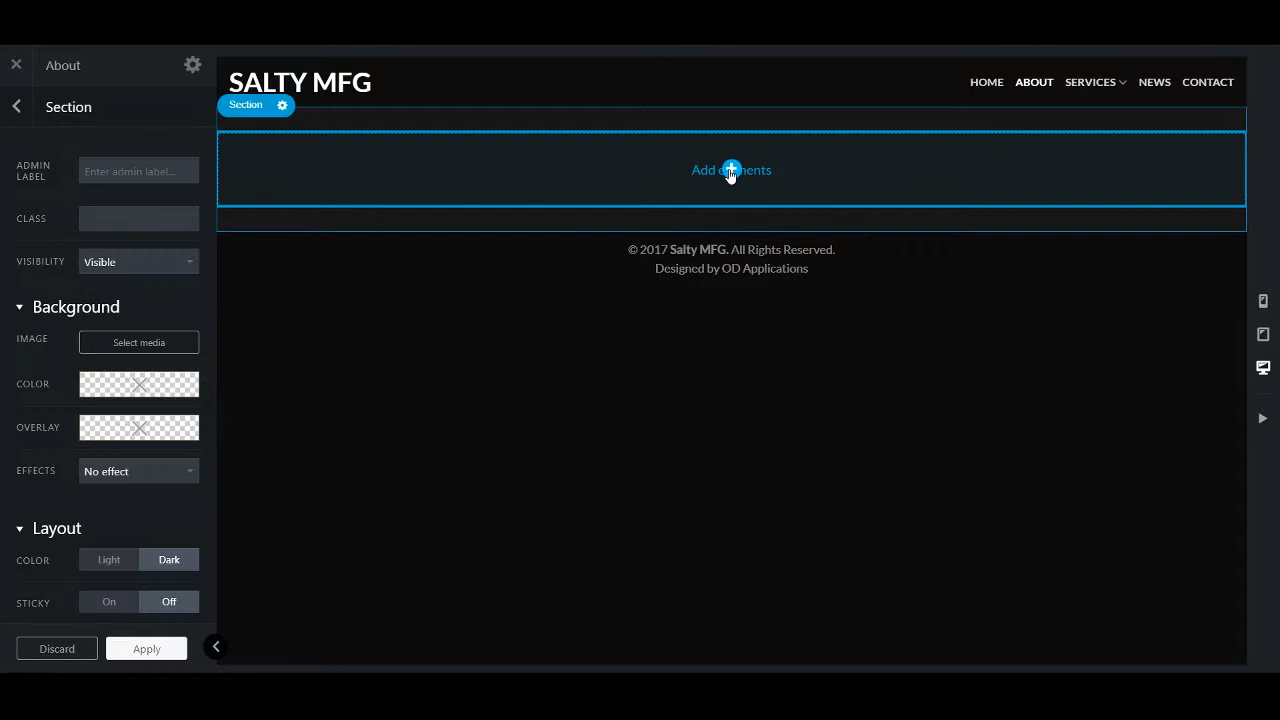 About
Section
ADMIN
LABEL
Enter admin label...
CLASS
VISIBILITY
Visible
Background
IMAGE
Select media
COLOR
OVERLAY
EFFECTS
No effect
Layout
COLOR
Light
Dark
STICKY
On
Off
Discard
Apply
SALTY MFG
HOME
ABOUT
SERVICES
NEWS
CONTACT
Section
Add elements
© 2017 Salty MFG. All Rights Reserved.
Designed by OD Applications